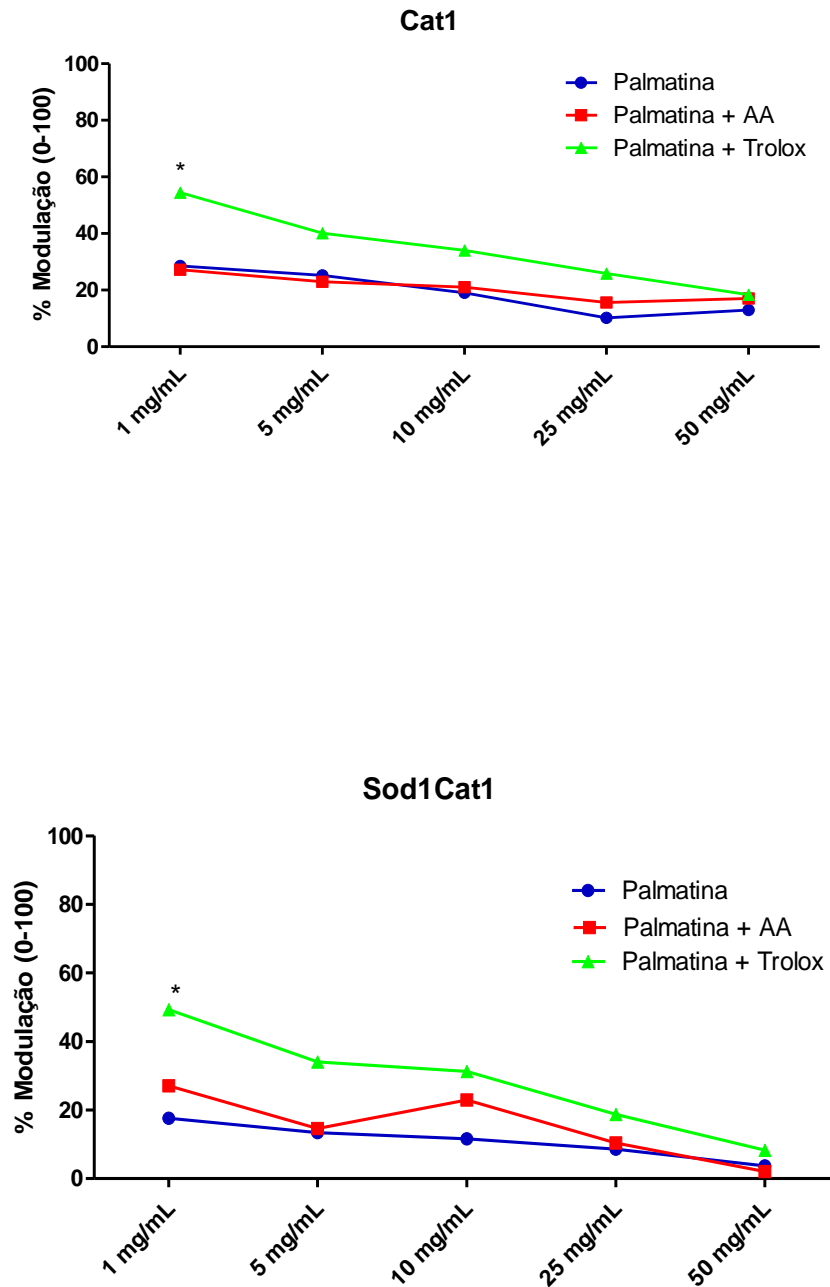 Cat1
% Modulação (0-100)
100
80
60
40
20
0
*
Palmatina
Palmatina + AA
Palmatina + Trolox
1 mg/mL
5 mg/mL
10 mg/mL
25 mg/mL
50 mg/mL
Sod1Cat1
% Modulação (0-100)
100
80
60
40
20
0
*
Palmatina
Palmatina + AA
Palmatina + Trolox
1 mg/mL
5 mg/mL
10 mg/mL
25 mg/mL
50 mg/mL